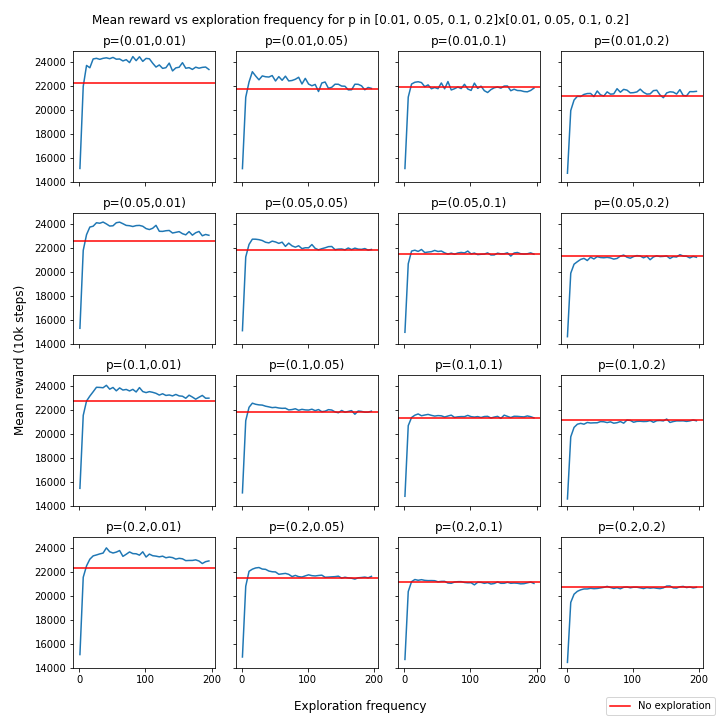 Mean reward vs exploration frequency for p in [0.01, 0.05, 0.1, 0.2]x[0.01, 0.05, 0.1, 0.2]
p=(0.01,0.01) p=(0.01,0.05) p=(0.01,0.1) p=(0.01,0.2)
24000
22000
20000
18000
16000
14000
p=(0.05,0.01) p=(0.05,0.05) p=(0.05,0.1) p=(0.05,0.2)
24000
22000
20000
18000
16000
14000
Mean reward (10k steps)
p=(0.1,0.01) p=(0.1,0.05) p=(0.1,0.1) p=(0.1,0.2)
24000
22000
20000
18000
16000
14000
p=(0.2,0.01) p=(0.2,0.05) p=(0.2,0.1) p=(0.2,0.2)
24000
22000
20000
18000
16000
14000
0 100 200 0 100 200 0 100 200 0 100 200
Exploration frequency
No exploration